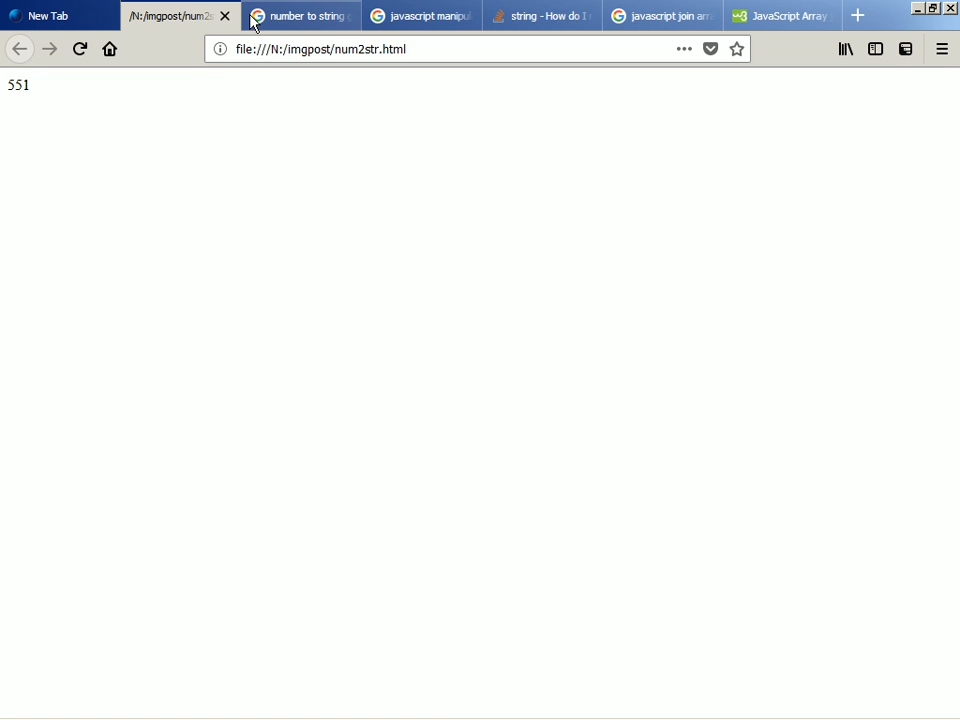 New Tab
/N:/imgpost/num2s
number to string
javascript manipul
string - How do I
javascript join arra
JavaScript Array
file:///N:/imgpost/num2str.html
551